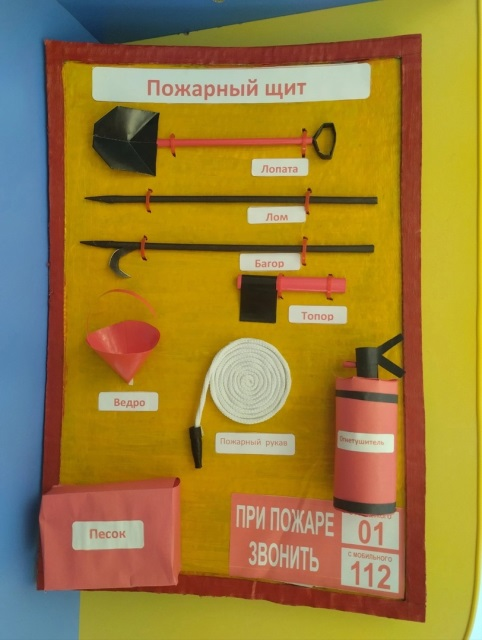 Пожарный щит
Лопата
Лом
Багор
Топор
Ведро
Пожарный рукав
Огнетушитель
Песок
ПРИ ПОЖАРЕ
ЗВОНИТЬ
01
С МОБИЛЬНОГО
112